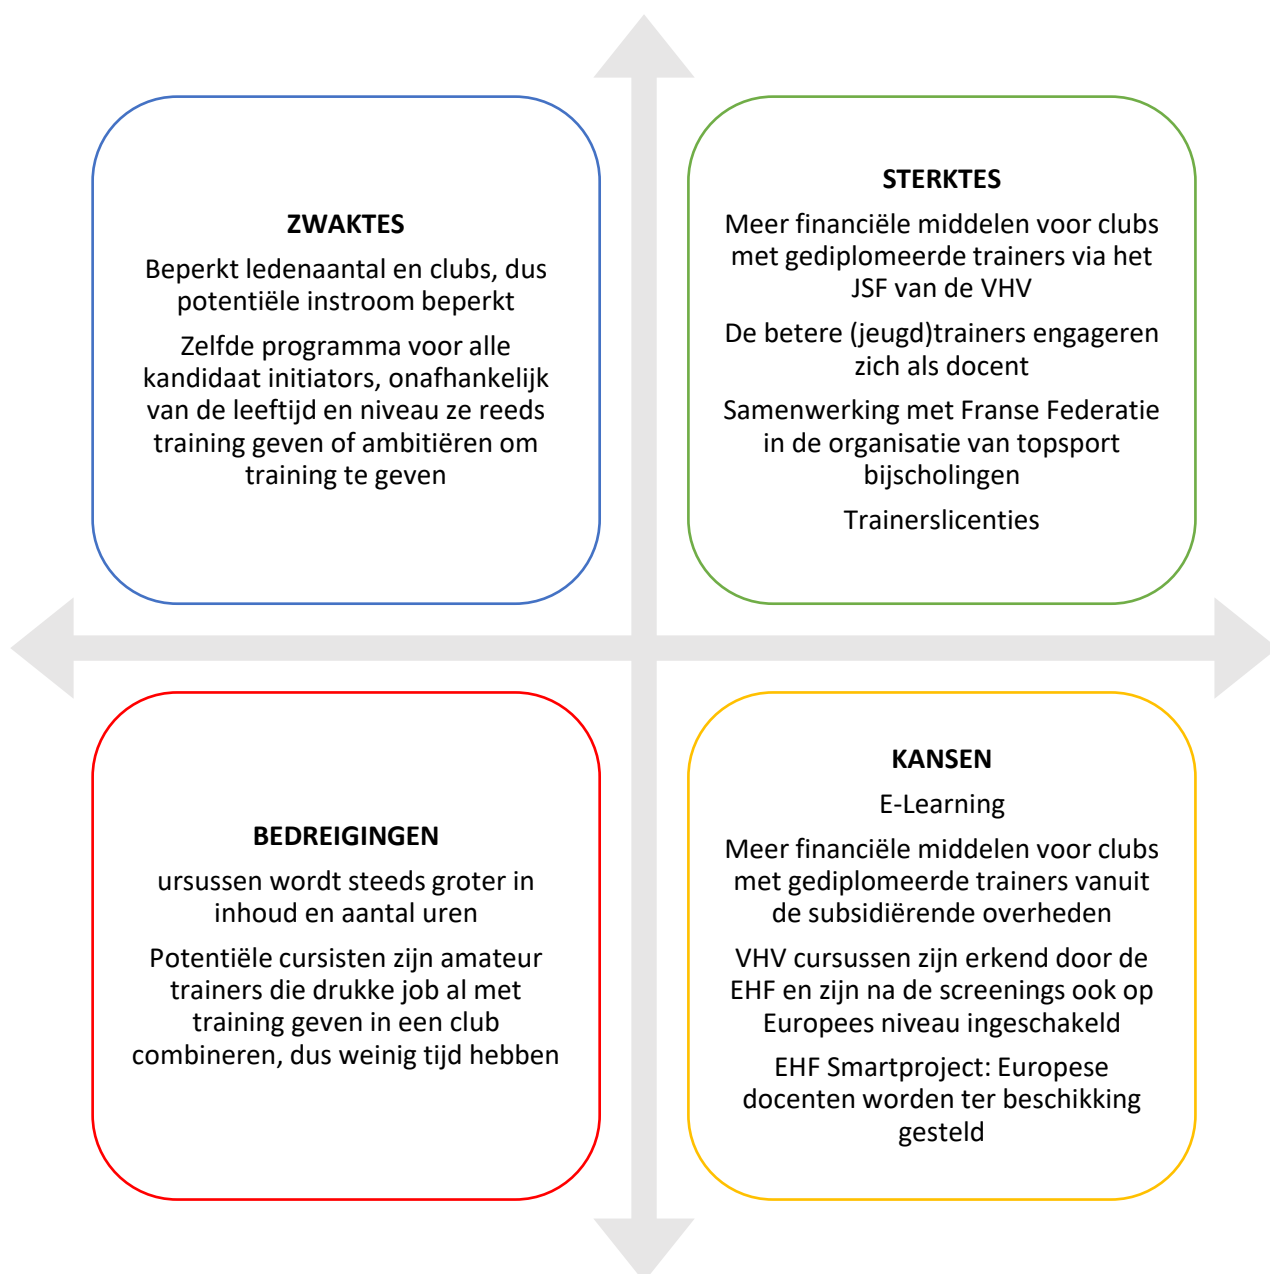 ZWAKTES
Beperkt ledenaantal en clubs, dus
potentiële instroom beperkt
Zelfde programma voor alle
kandidaat initiators, onafhankelijk
van de leeftijd en niveau ze reeds
training geven of ambitiëren om
training te geven
STERKTES
Meer financiële middelen voor clubs
met gediplomeerde trainers via het
JSF van de VHV
De betere (jeugd)trainers engageren
zich als docent
Samenwerking met Franse Federatie
in de organisatie van topsport
bijscholingen
Trainerslicenties
BEDREIGINGEN
ursussen wordt steeds groter in
inhoud en aantal uren
Potentiële cursisten zijn amateur
trainers die drukke job al met
training geven in een club
combineren, dus weinig tijd hebben
KANSEN
E-Learning
Meer financiële middelen voor clubs
met gediplomeerde trainers vanuit
de subsidiërende overheden
VHV cursussen zijn erkend door de
EHF en zijn na de screenings ook op
Europees niveau ingeschakeld
EHF Smartproject: Europese
docenten worden ter beschikking
gesteld